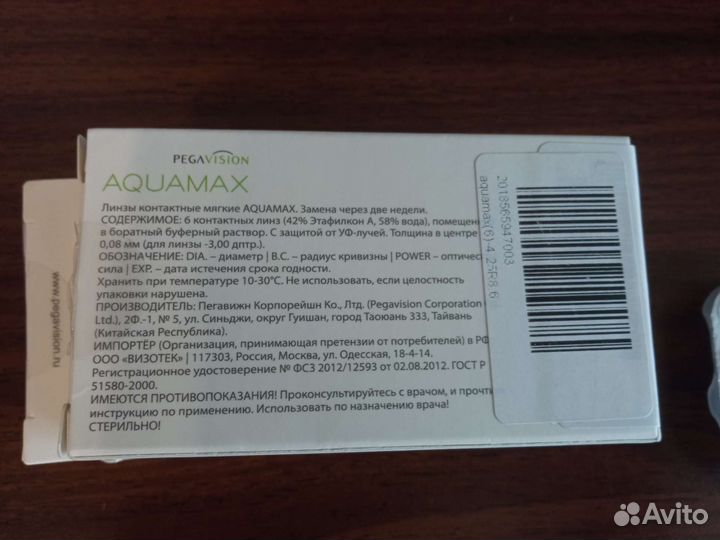 PEGAVISION
AQUAMAX
Линзы контактные мягкие AQUAMAX. Замена через две недели.
СОДЕРЖИМОЕ: 6 контактных линз (42% Этафилкон А, 58% вода), помещен
в боратный буферный раствор. С защитой от УФ-лучей. Толщина в центре
0,08 мм (для линзы -3,00 дптр.).
ОБОЗНАЧЕНИЕ: DIA. – диаметр | B.C. – радиус кривизны | POWER – оптичес
сила | EXP. – дата истечения срока годности.
Хранить при температуре 10-30°С. Не использовать, если целостность
упаковки нарушена.
ПРОИЗВОДИТЕЛЬ: Пегавижн Корпорейшн Ко., Лтд. (Pegavision Corporation
Ltd.), 2Ф.-1, № 5, ул. Синьджи, округ Гуишан, город Таоюань 333, Тайвань
(Китайская Республика).
ИМПОРТЁР (Организация, принимающая претензии от потребителей) в РФ
ООО «ВИЗОТЕК» | 117303, Россия, Москва, ул. Одесская, 18-4-14.
Регистрационное удостоверение № ФСЗ 2012/12593 от 02.08.2012. ГОСТ Р
51580-2000.
ИМЕЮТСЯ ПРОТИВОПОКАЗАНИЯ! Проконсультируйтесь с врачом, и прочти
инструкцию по применению. Использовать по назначению врача!
СТЕРИЛЬНО!
2018565947003
aquamax(6)-4,25R8,6
www.pegavision.ru
Avito